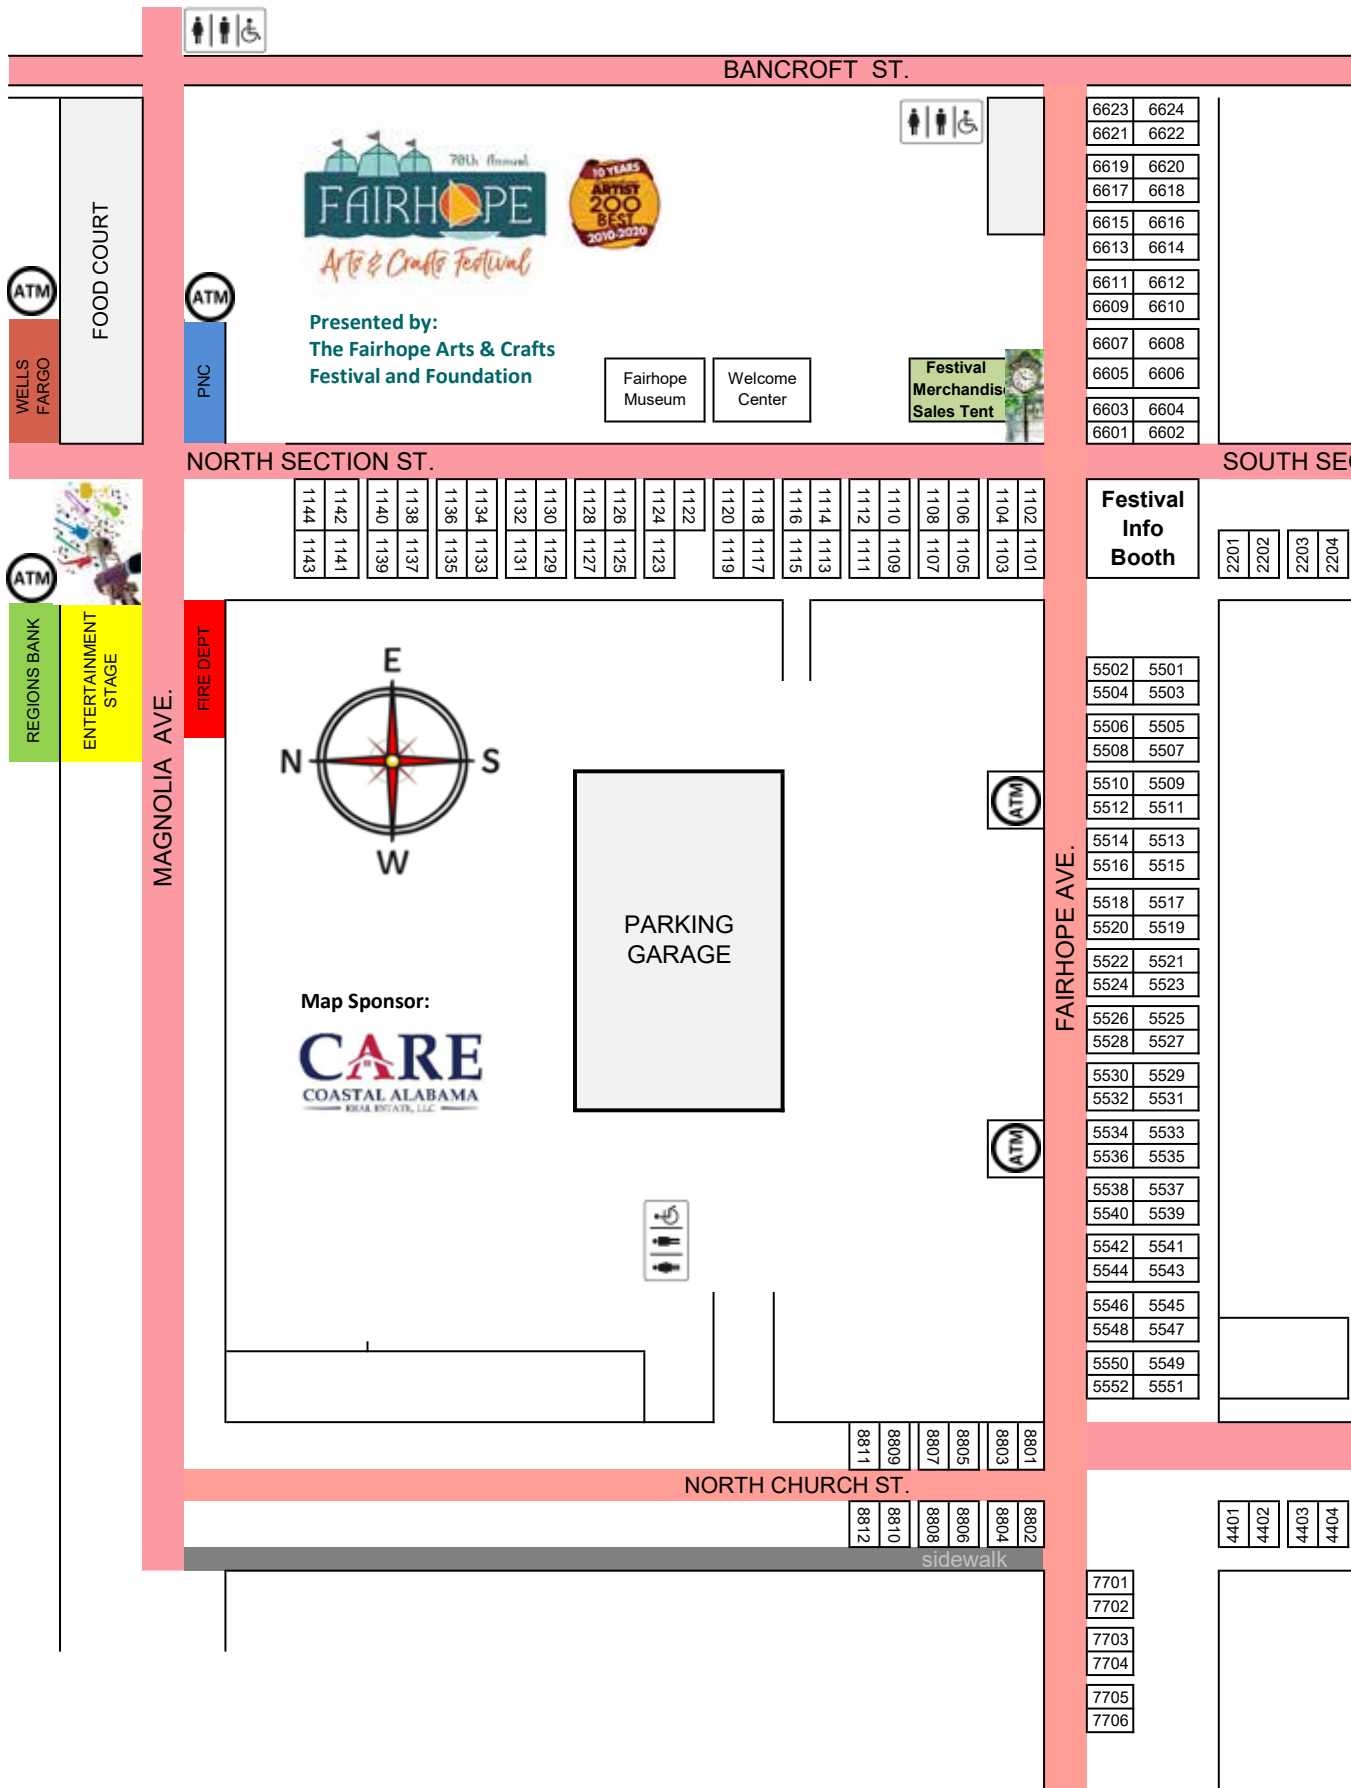 BANCROFT ST.
6623 6624
6621 6622
6619 6620
6617 6618
6615 6616
6613 6614
6611 6612
6609 6610
6607 6608
6605 6606
6603 6604
6601 6602
FOOD COURT
70th Annual
FAIRHOPE
Arts & Crafts Festival
10 YEARS
ARTIST
200
BEST
2010-2020
ATM
ATM
WELLS
FARGO
PNC
Presented by:
The Fairhope Arts & Crafts
Festival and Foundation
Fairhope
Museum
Welcome
Center
Festival
Merchandis
Sales Tent
NORTH SECTION ST.
SOUTH SEC
1144 1142 1140 1138 1136 1134 1132 1130 1128 1126 1124 1122 1120 1118 1116 1114 1112 1110 1108 1106 1104 1102
1143 1141 1139 1137 1135 1133 1131 1129 1127 1125 1123 1119 1117 1115 1113 1111 1109 1107 1105 1103 1101
Festival
Info
Booth
2201 2202 2203 2204
ATM
REGIONS BANK
ENTERTAINMENT
STAGE
FIRE DEPT
MAGNOLIA AVE.
E
N
S
W
PARKING
GARAGE
ATM
ATM
FAIRHOPE AVE.
Map Sponsor:
CARE
COASTAL ALABAMA
REAL ESTATE, LLC
5502 5501
5504 5503
5506 5505
5508 5507
5510 5509
5512 5511
5514 5513
5516 5515
5518 5517
5520 5519
5522 5521
5524 5523
5526 5525
5528 5527
5530 5529
5532 5531
5534 5533
5536 5535
5538 5537
5540 5539
5542 5541
5544 5543
5546 5545
5548 5547
5550 5549
5552 5551
8811 8809 8807 8805 8803 8801
NORTH CHURCH ST.
8812 8810 8808 8806 8804 8802
4401 4402 4403 4404
sidewalk
7701
7702
7703
7704
7705
7706